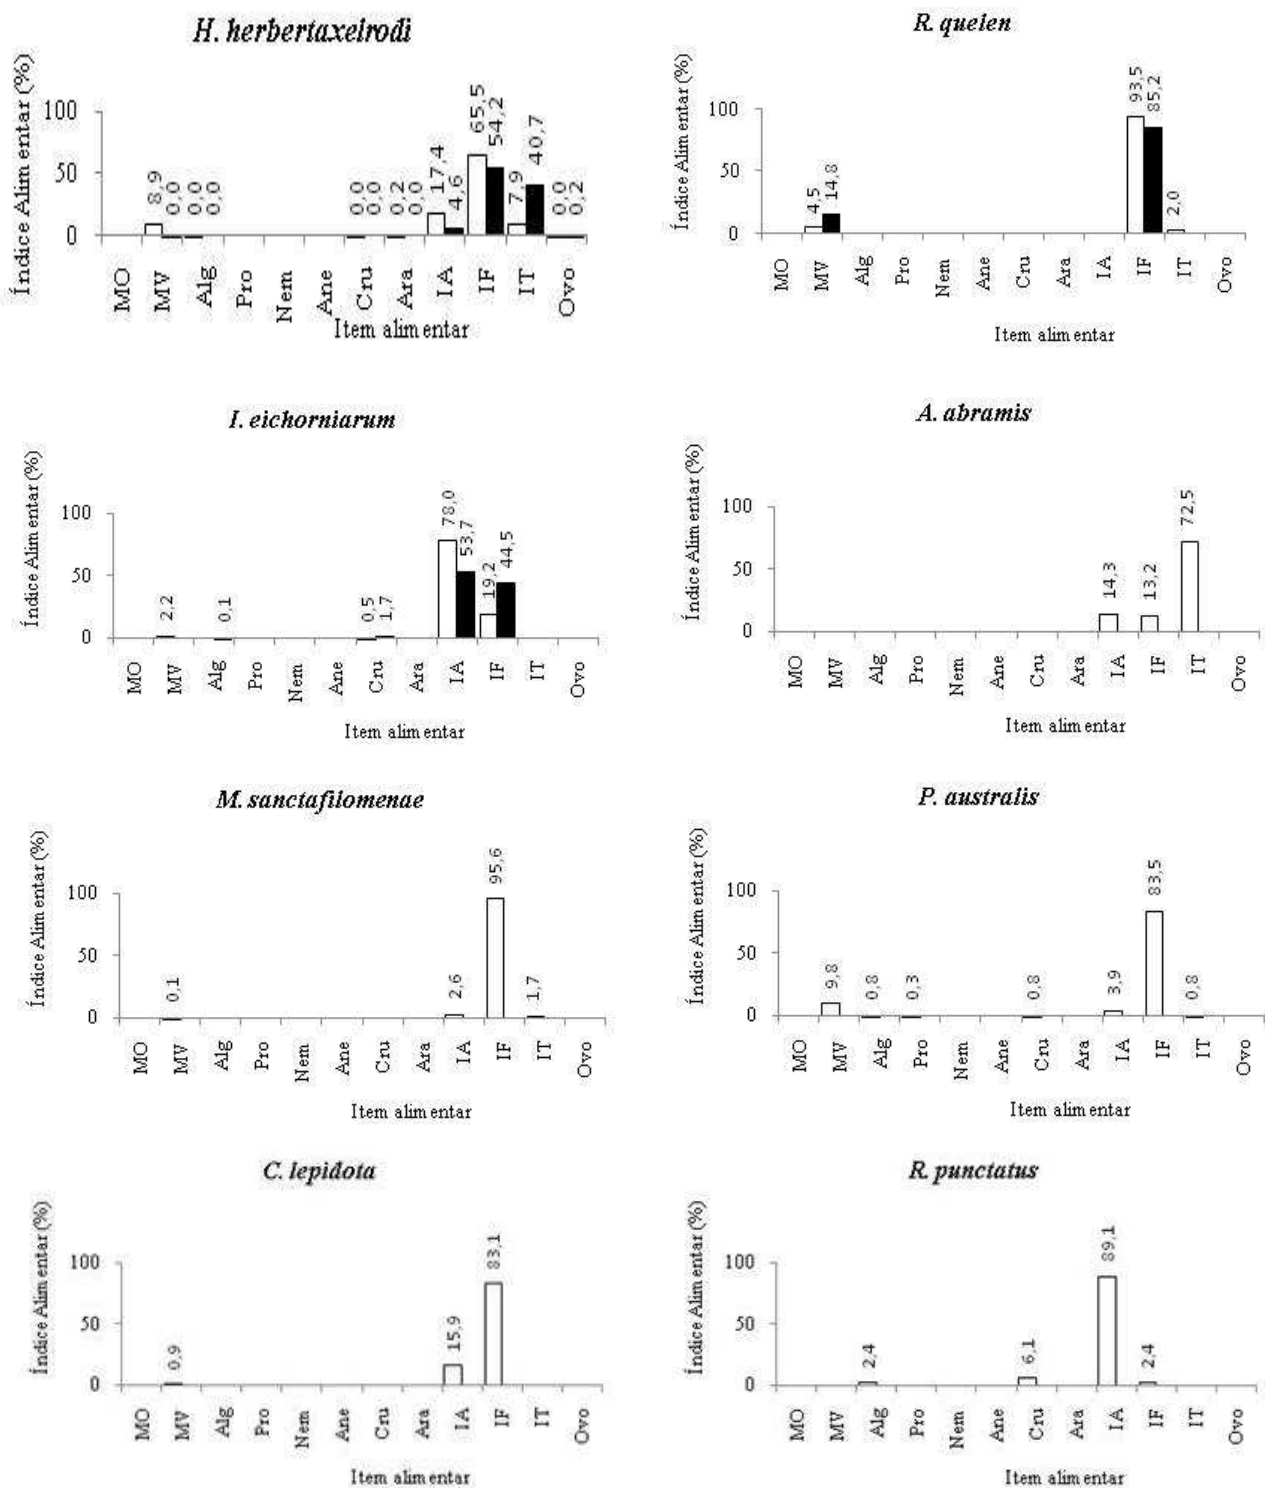 H. herbertaxelrodi
Índice Alimentar (%)
100
50
0
8,9
0,0
0,0
0,0
0,0
0,0
0,2
0,0
17,4
4,6
65,5
54,2
7,9
40,7
0,0
0,2
MO MV Alg Pro Nem Ane Cru Ara IA IF IT Ovo
Item alimentar
R. quelen
Índice Alimentar (%)
100
50
0
4,5
14,8
93,5
85,2
2,0
MO MV Alg Pro Nem Ane Cru Ara IA IF IT Ovo
Item alimentar
I. eichorniarum
Índice Alimentar (%)
100
50
0
2,2
0,1
0,5
1,7
78,0
53,7
19,2
44,5
MO MV Alg Pro Nem Ane Cru Ara IA IF IT Ovo
Item alimentar
A. abramis
Índice Alimentar (%)
100
50
0
14,3
13,2
72,5
MO MV Alg Pro Nem Ane Cru Ara IA IF IT Ovo
Item alimentar
M. sanctafilomenae
Índice Alimentar (%)
100
50
0
0,1
2,6
95,6
1,7
MO MV Alg Pro Nem Ane Cru Ara IA IF IT Ovo
Item alimentar
P. australis
Índice Alimentar (%)
100
50
0
9,8
0,8
0,3
0,8
3,9
83,5
0,8
MO MV Alg Pro Nem Ane Cru Ara IA IF IT Ovo
Item alimentar
C. lepidota
Índice Alimentar (%)
100
50
0
0,9
15,9
83,1
MO MV Alg Pro Nem Ane Cru Ara IA IF IT Ovo
Item alimentar
R. punctatus
Índice Alimentar (%)
100
50
0
2,4
6,1
89,1
2,4
MO MV Alg Pro Nem Ane Cru Ara IA IF IT Ovo
Item alimentar